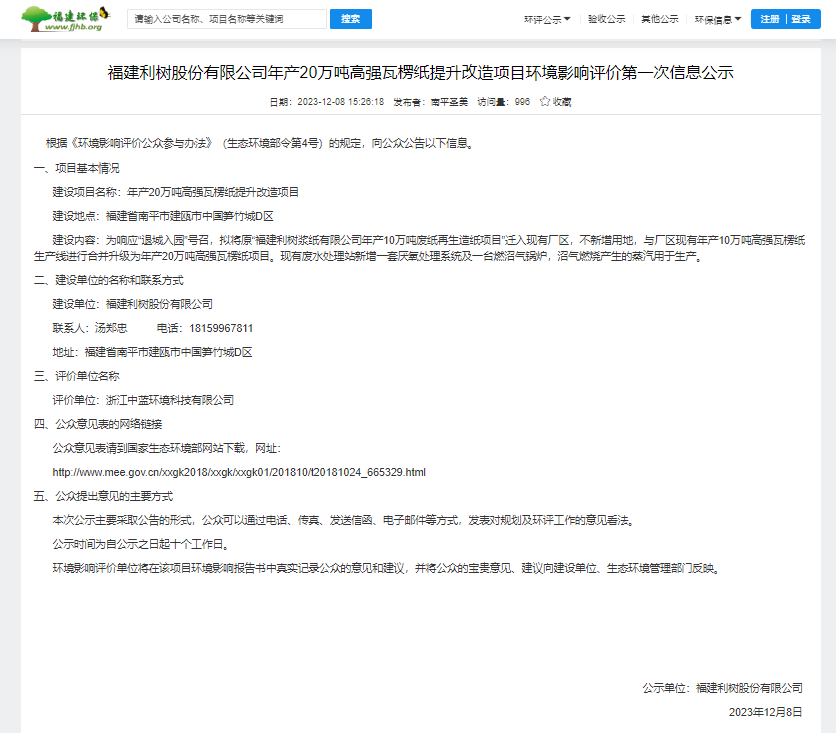 福建环保
www.fjhb.org
请输入公司名称、项目名称等关键词
搜索
环评公示 验收公示 其他公示 环保信息 注册 | 登录
福建利树股份有限公司年产20万吨高强瓦楞纸提升改造项目环境影响评价第一次信息公示
日期：2023-12-08 15:26:18 发布者：南平圣美 访问量：996 ☆收藏
根据《环境影响评价公众参与办法》（生态环境部令第4号）的规定，向公众公告以下信息。
一、项目基本情况
建设项目名称：年产20万吨高强瓦楞纸提升改造项目
建设地点：福建省南平市建瓯市中国笋竹城D区
建设内容：为响应“退城入园”号召，拟将原“福建利树浆纸有限公司年产10万吨废纸再生造纸项目”迁入现有厂区，不新增用地，与厂区现有年产10万吨高强瓦楞纸
生产线进行合并升级为年产20万吨高强瓦楞纸项目。现有废水处理站新增一套厌氧处理系统及一台燃沼气锅炉，沼气燃烧产生的蒸汽用于生产。
二、建设单位的名称和联系方式
建设单位：福建利树股份有限公司
联系人：汤郑忠 电话：18159967811
地址：福建省南平市建瓯市中国笋竹城D区
三、评价单位名称
评价单位：浙江中蓝环境科技有限公司
四、公众意见表的网络链接
公众意见表请到国家生态环境部网站下载，网址：
http://www.mee.gov.cn/xxgk2018/xxgk/xxgk01/201810/t20181024_665329.html
五、公众提出意见的主要方式
本次公示主要采取公告的形式，公众可以通过电话、传真、发送信函、电子邮件等方式，发表对规划及环评工作的意见看法。
公示时间为自公示之日起十个工作日。
环境影响评价单位将在该项目环境影响报告书中真实记录公众的意见和建议，并将公众的宝贵意见、建议向建设单位、生态环境管理部门反映。
公示单位：福建利树股份有限公司
2023年12月8日